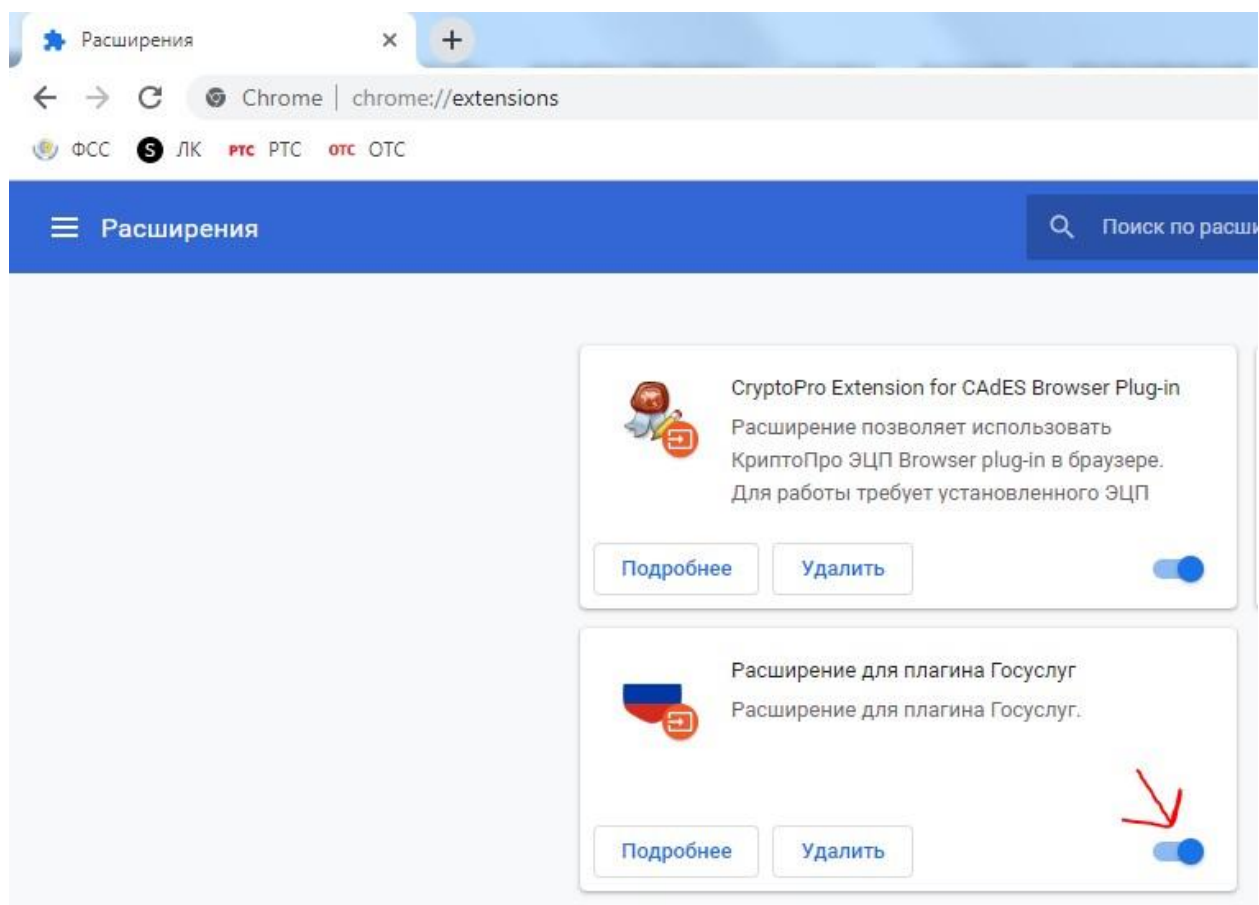 Расширения
Chrome | chrome://extensions
ФСС S ЛК РТС РТС ОТС ОТС
Расширения
Поиск по расши
CryptoPro Extension for CAdES Browser Plug-in
Расширение позволяет использовать
КриптоПро ЭЦП Browser plug-in в браузере.
Для работы требует установленного ЭЦП
Подробнее Удалить
Расширение для плагина Госуслуг
Расширение для плагина Госуслуг.
Подробнее Удалить